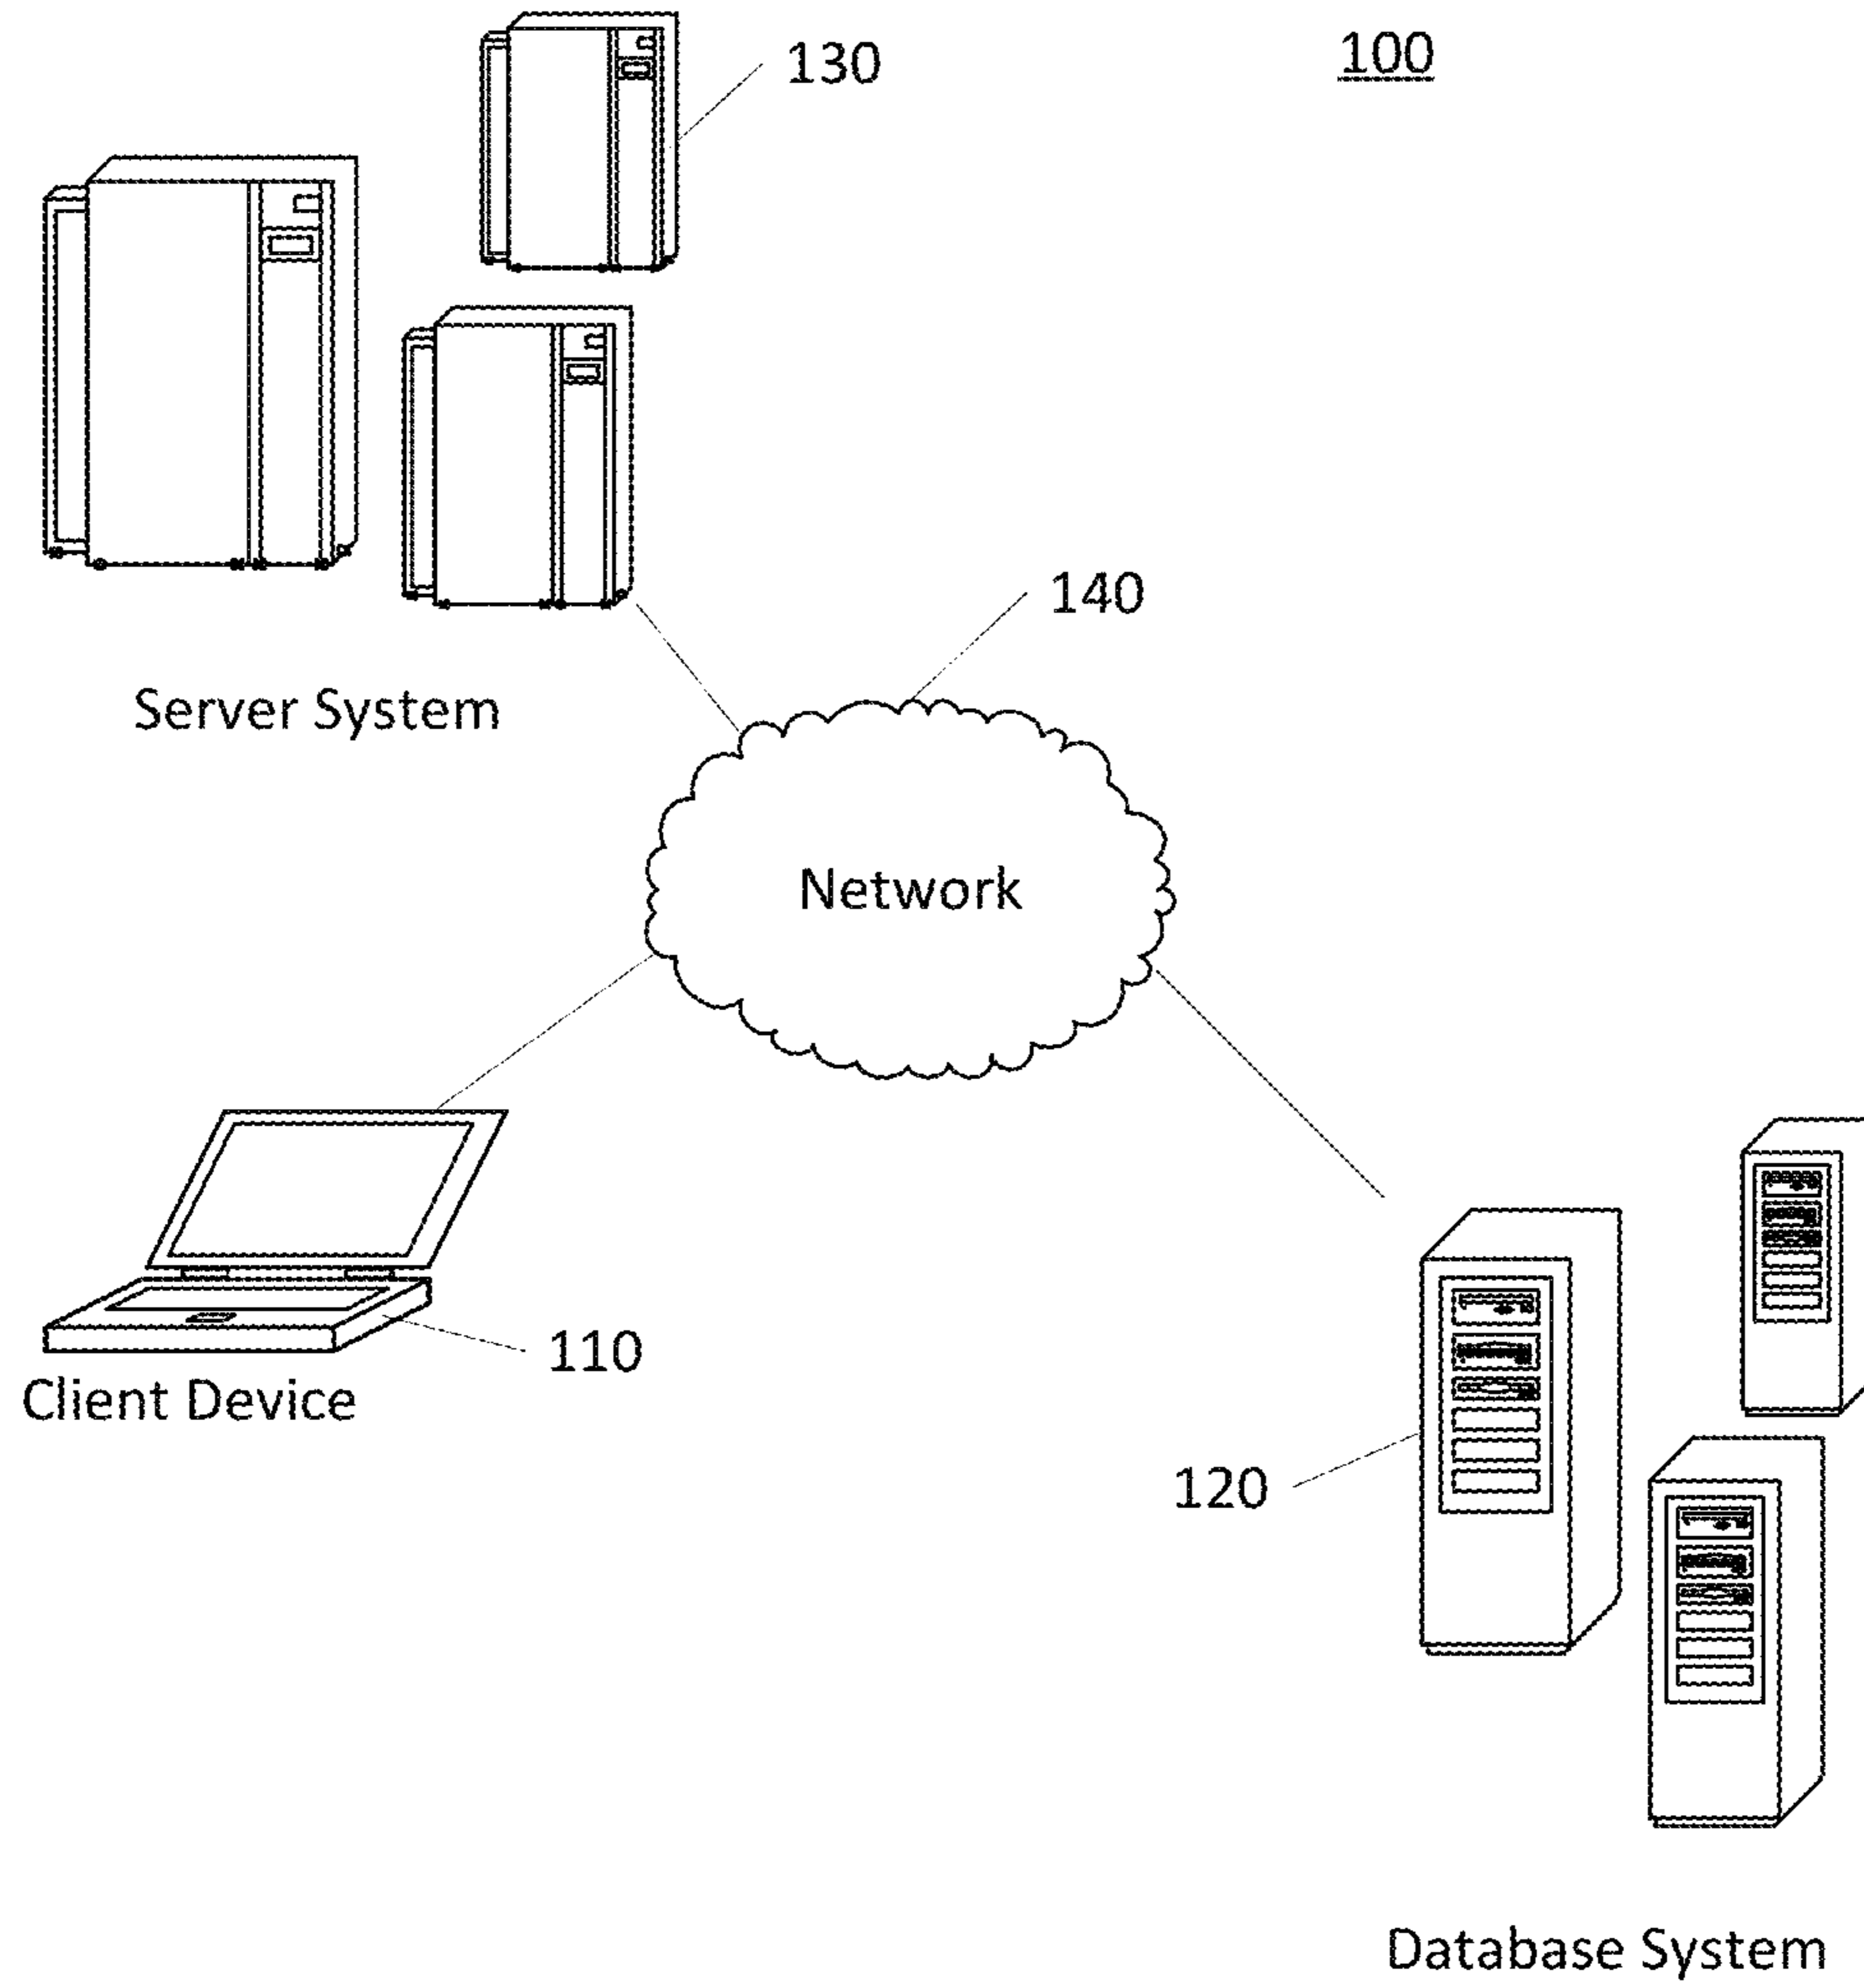 130
100
140
Server System
Network
110
Client Device
120
Database System